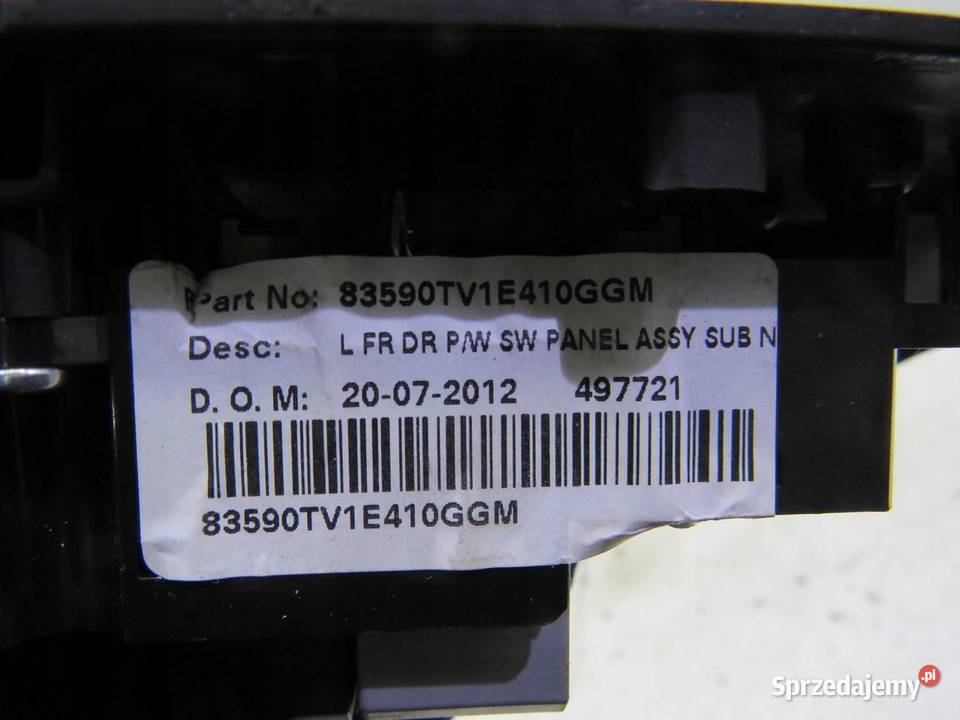 Part No: 83590TV1E410GGM
Desc: L FR DR P/W SW PANEL ASSY SUB N
D. O. M: 20-07-2012 497721
83590TV1E410GGM
Sprzedajemy.pl